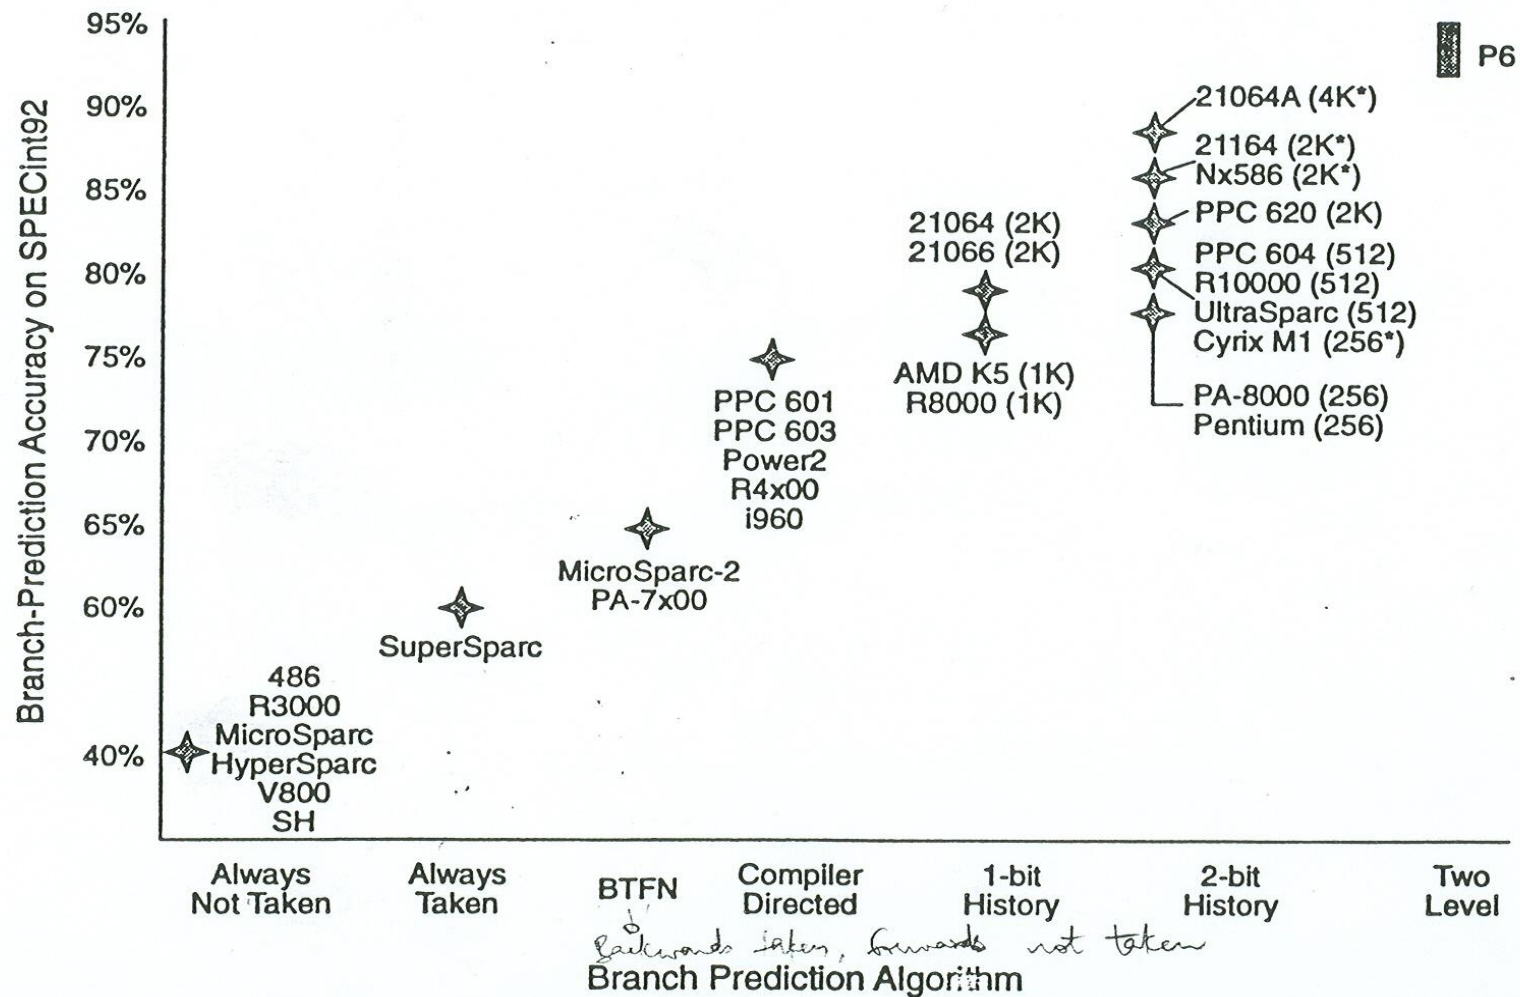 Branch-Prediction Accuracy on SPECint92
95%
90%
85%
80%
75%
70%
65%
60%
40%
486
R3000
MicroSparc
HyperSparc
V800
SH
SuperSparc
MicroSparc-2
PA-7x00
PPC 601
PPC 603
Power2
R4x00
i960
21064 (2K)
21066 (2K)
AMD K5 (1K)
R8000 (1K)
21064A (4K*)
21164 (2K*)
Nx586 (2K*)
PPC 620 (2K)
PPC 604 (512)
R10000 (512)
UltraSparc (512)
Cyrix M1 (256*)
PA-8000 (256)
Pentium (256)
P6
Always
Not Taken
Always
Taken
BTFN
Compiler
Directed
1-bit
History
2-bit
History
Two
Level
Backwards taken, forwards not taken
Branch Prediction Algorithm